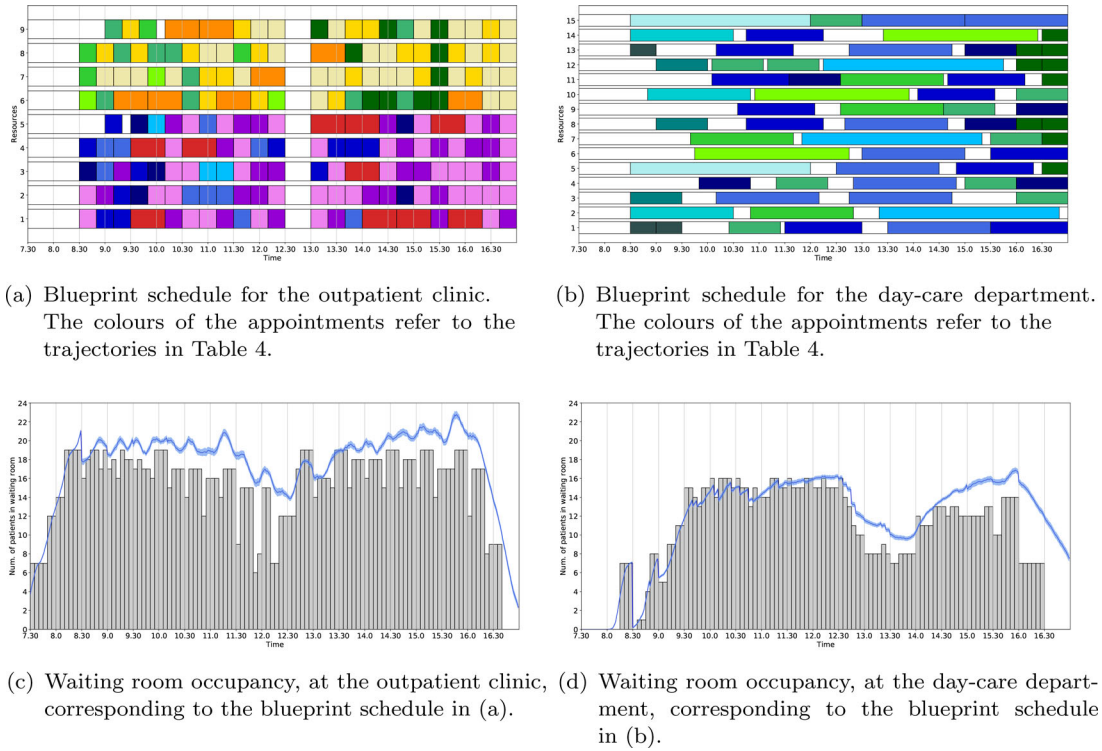 Resources
9
8
7
6
5
4
3
2
1
7.30 8.0 8.30 9.0 9.30 10.0 10.30 11.0 11.30 12.0 12.30 13.0 13.30 14.0 14.30 15.0 15.30 16.0 16.30
Time
Resources
15
14
13
12
11
10
9
8
7
6
5
4
3
2
1
7.30 8.0 8.30 9.0 9.30 10.0 10.30 11.0 11.30 12.0 12.30 13.0 13.30 14.0 14.30 15.0 15.30 16.0 16.30
Time
(a) Blueprint schedule for the outpatient clinic.
The colours of the appointments refer to the
trajectories in Table 4.
(b) Blueprint schedule for the day-care department.
The colours of the appointments refer to the
trajectories in Table 4.
Num. of patients in waiting room
24
22
20
18
16
14
12
10
8
6
4
2
0
7.30 8.0 8.30 9.0 9.30 10.0 10.30 11.0 11.30 12.0 12.30 13.0 13.30 14.0 14.30 15.0 15.30 16.0 16.30
Time
Num. of patients in waiting room
24
22
20
18
16
14
12
10
8
6
4
2
0
7.30 8.0 8.30 9.0 9.30 10.0 10.30 11.0 11.30 12.0 12.30 13.0 13.30 14.0 14.30 15.0 15.30 16.0 16.30
Time
(c) Waiting room occupancy, at the outpatient clinic,
corresponding to the blueprint schedule in (a).
(d) Waiting room occupancy, at the day-care depart-
ment, corresponding to the blueprint schedule
in (b).